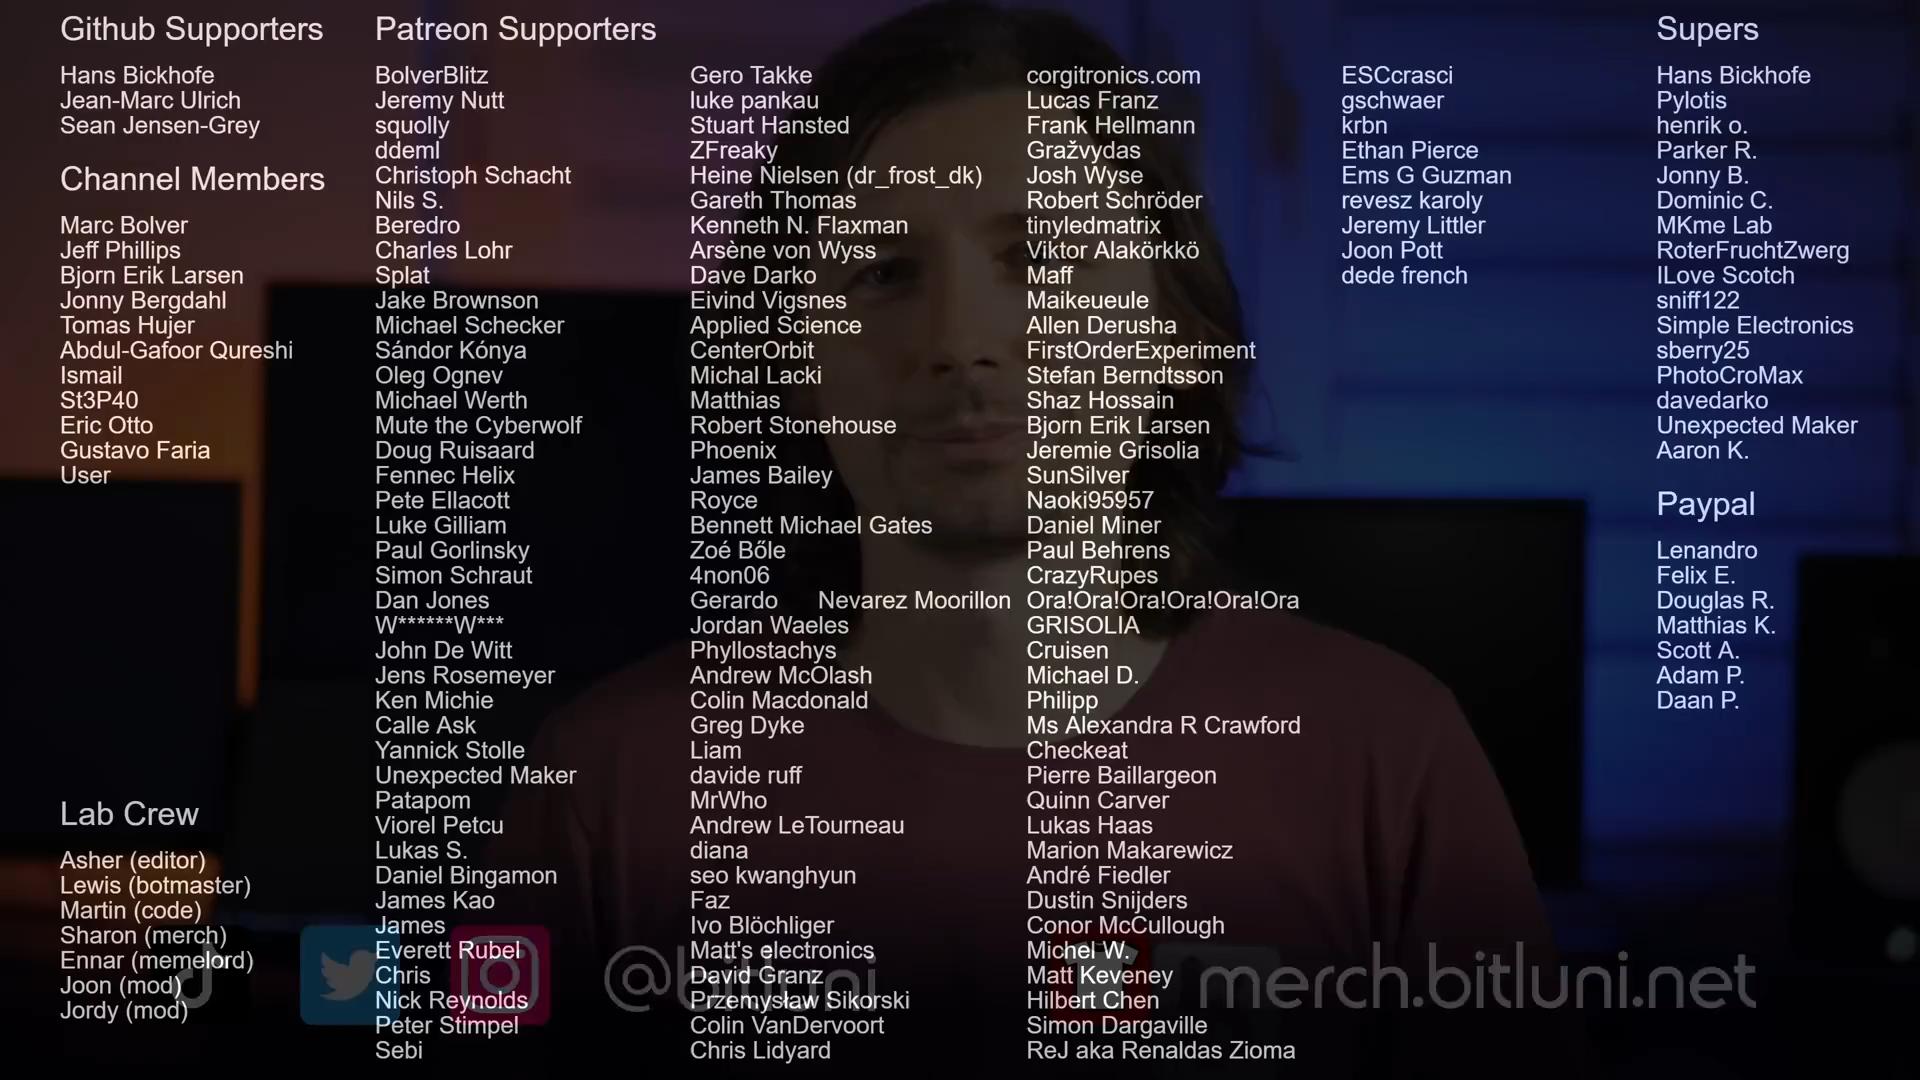 Github Supporters
Hans Bickhofe
Jean-Marc Ulrich
Sean Jensen-Grey
Channel Members
Marc Bolver
Jeff Phillips
Bjorn Erik Larsen
Jonny Bergdahl
Tomas Hujer
Abdul-Gafoor Qureshi
Ismail
St3P40
Eric Otto
Gustavo Faria
User
Lab Crew
Asher (editor)
Lewis (botmaster)
Martin (code)
Sharon (merch)
Ennar (memelord)
Joon (mod)
Jordy (mod)
Patreon Supporters
BolverBlitz
Jeremy Nutt
squolly
ddeml
Christoph Schacht
Nils S.
Beredro
Charles Lohr
Splat
Jake Brownson
Michael Schecker
Sándor Kónya
Oleg Ognev
Michael Werth
Mute the Cyberwolf
Doug Ruisaard
Fennec Helix
Pete Ellacott
Luke Gilliam
Paul Gorlinsky
Simon Schraut
Dan Jones
W******W***
John De Witt
Jens Rosemeyer
Ken Michie
Calle Ask
Yannick Stolle
Unexpected Maker
Patapom
Viorel Petcu
Lukas S.
Daniel Bingamon
James Kao
James
Everett Rubel
Chris
Nick Reynolds
Peter Stimpel
Sebi
Gero Takke
luke pankau
Stuart Hansted
ZFreaky
Heine Nielsen (dr_frost_dk)
Gareth Thomas
Kenneth N. Flaxman
Arsène von Wyss
Dave Darko
Eivind Vigsnes
Applied Science
CenterOrbit
Michal Lacki
Matthias
Robert Stonehouse
Phoenix
James Bailey
Royce
Bennett Michael Gates
Zoé Bőle
4non06
Gerardo Nevarez Moorillon
Jordan Waeles
Phyllostachys
Andrew McOlash
Colin Macdonald
Greg Dyke
Liam
davide ruff
MrWho
Andrew LeTourneau
diana
seo kwanghyun
Faz
Ivo Blöchliger
Matt's electronics
David Granz
Przemysław Sikorski
Colin VanDervoort
Chris Lidyard
corgitronics.com
Lucas Franz
Frank Hellmann
Gražvydas
Josh Wyse
Robert Schröder
tinyledmatrix
Viktor Alakörkkö
Maff
Maikeueule
Allen Derusha
FirstOrderExperiment
Stefan Berndtsson
Shaz Hossain
Bjorn Erik Larsen
Jeremie Grisolia
SunSilver
Naoki95957
Daniel Miner
Paul Behrens
CrazyRupes
Ora!Ora!Ora!Ora!Ora!Ora
GRISOLIA
Cruisen
Michael D.
Philipp
Ms Alexandra R Crawford
Checkeat
Pierre Baillargeon
Quinn Carver
Lukas Haas
Marion Makarewicz
André Fiedler
Dustin Snijders
Conor McCullough
Michel W.
Matt Keveney
Hilbert Chen
Simon Dargaville
ReJ aka Renaldas Zioma
ESCcrasci
gschwaer
krbn
Ethan Pierce
Ems G Guzman
revesz karoly
Jeremy Littler
Joon Pott
dede french
Supers
Hans Bickhofe
Pylotis
henrik o.
Parker R.
Jonny B.
Dominic C.
MKme Lab
RoterFruchtZwerg
ILove Scotch
sniff122
Simple Electronics
sberry25
PhotoCroMax
davedarko
Unexpected Maker
Aaron K.
Paypal
Lenandro
Felix E.
Douglas R.
Matthias K.
Scott A.
Adam P.
Daan P.
@bitluni
merch.bitluni.net